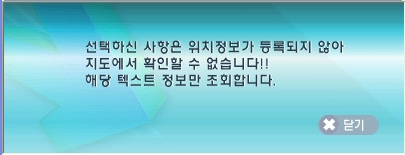 선택하신 사항은 위치정보가 등록되지 않아
지도에서 확인할 수 없습니다!!
해당 텍스트 정보만 조회합니다.
닫기